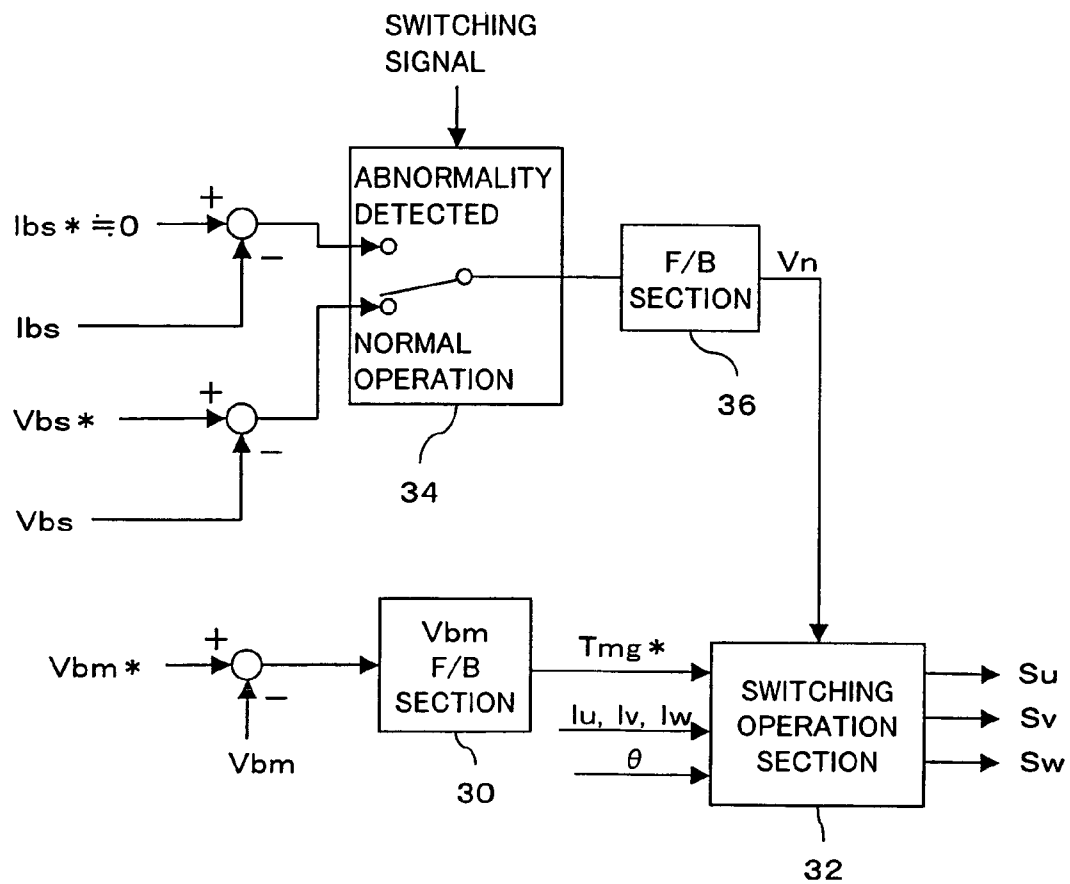 SWITCHING
SIGNAL
ABNORMALITY
DETECTED
Ibs* ≒0
+
−
Ibs
F/B
SECTION
Vn
36
NORMAL
OPERATION
Vbs*
+
−
Vbs
34
Vbm*
+
−
Vbm
Vbm
F/B
SECTION
30
Tmg*
Iu, Iv, Iw
θ
SWITCHING
OPERATION
SECTION
32
Su
Sv
Sw